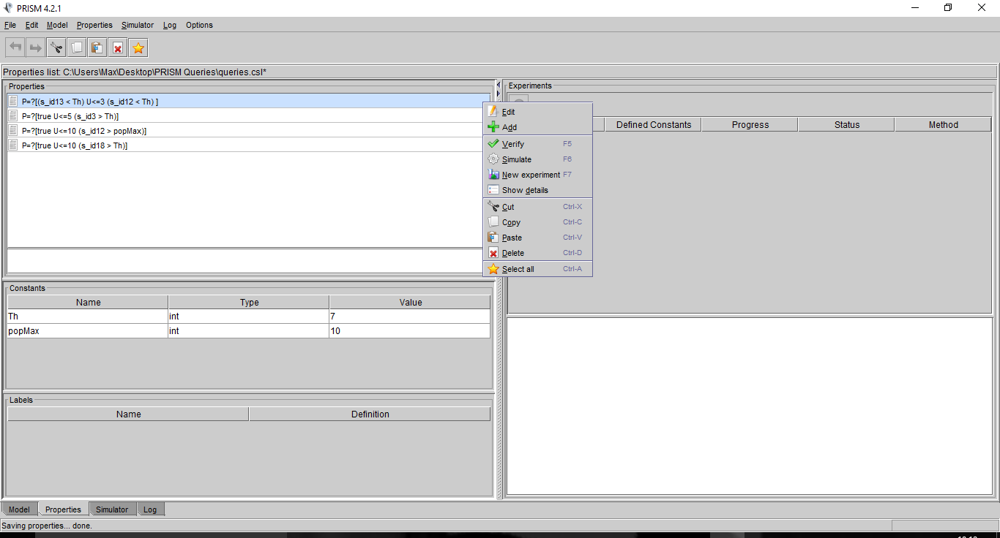 PRISM 4.2.1
File Edit Model Properties Simulator Log Options
Properties list: C:\Users\Max\Desktop\PRISM Queries\queries.csl*
Properties
P=?[(s_id13 < Th) U<=3 (s_id12 < Th) ]
P=?[true U<=5 (s_id3 > Th)]
P=?[true U<=10 (s_id12 > popMax)]
P=?[true U<=10 (s_id18 > Th)]
Experiments
Defined Constants Progress Status Method
Edit
Add
Verify F5
Simulate F6
New experiment F7
Show details
Cut Ctrl-X
Copy Ctrl-C
Paste Ctrl-V
Delete Ctrl-D
Select all Ctrl-A
Constants
Name Type Value
Th int 7
popMax int 10
Labels
Name Definition
Model Properties Simulator Log
Saving properties... done.